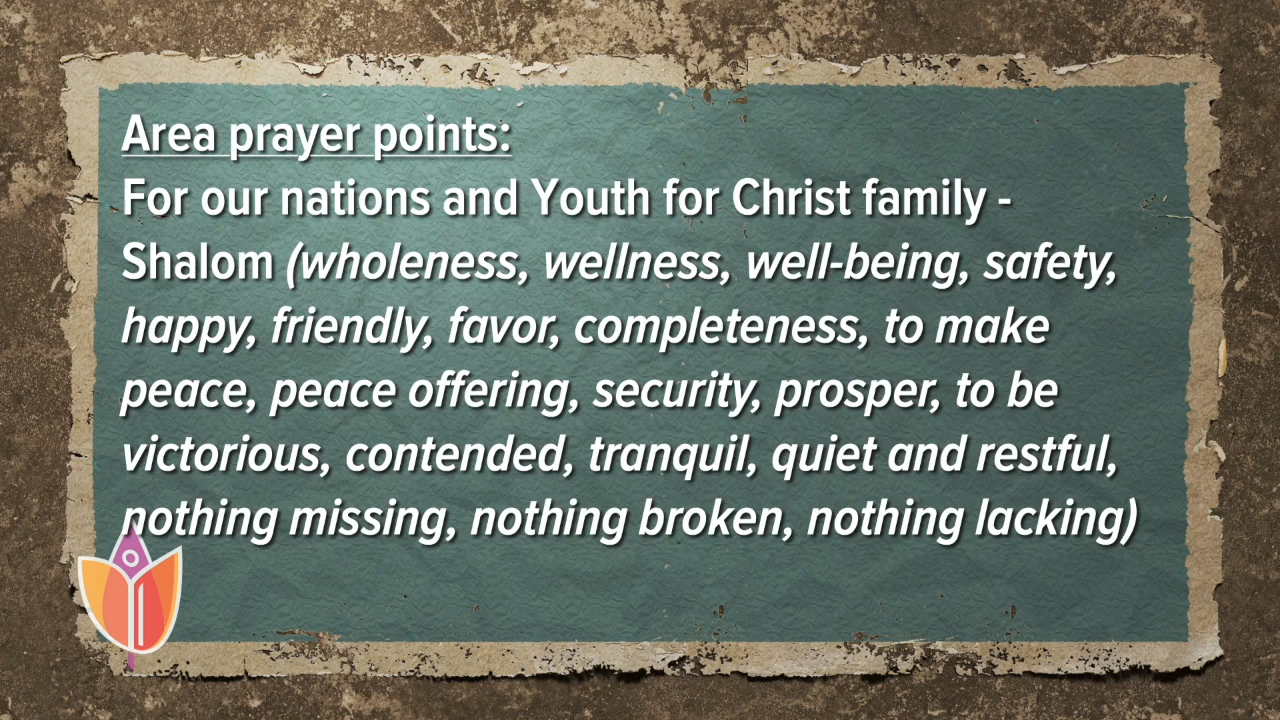 Area prayer points:
For our nations and Youth for Christ family -
Shalom (wholeness, wellness, well-being, safety,
happy, friendly, favor, completeness, to make
peace, peace offering, security, prosper, to be
victorious, contended, tranquil, quiet and restful,
nothing missing, nothing broken, nothing lacking)